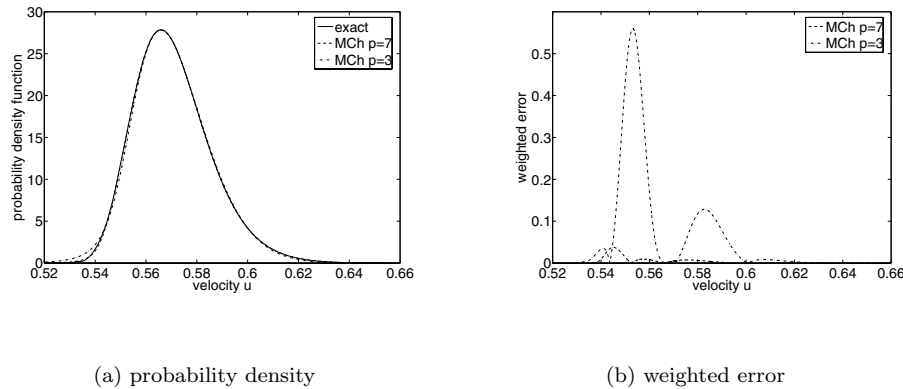 30
25
20
15
10
5
0
0.52 0.54 0.56 0.58 0.6 0.62 0.64 0.66
velocity u
probability density function
exact
MCh p=7
MCh p=3
(a) probability density
0.5
0.4
0.3
0.2
0.1
0
0.52 0.54 0.56 0.58 0.6 0.62 0.64 0.66
velocity u
weighted error
MCh p=7
MCh p=3
(b) weighted error